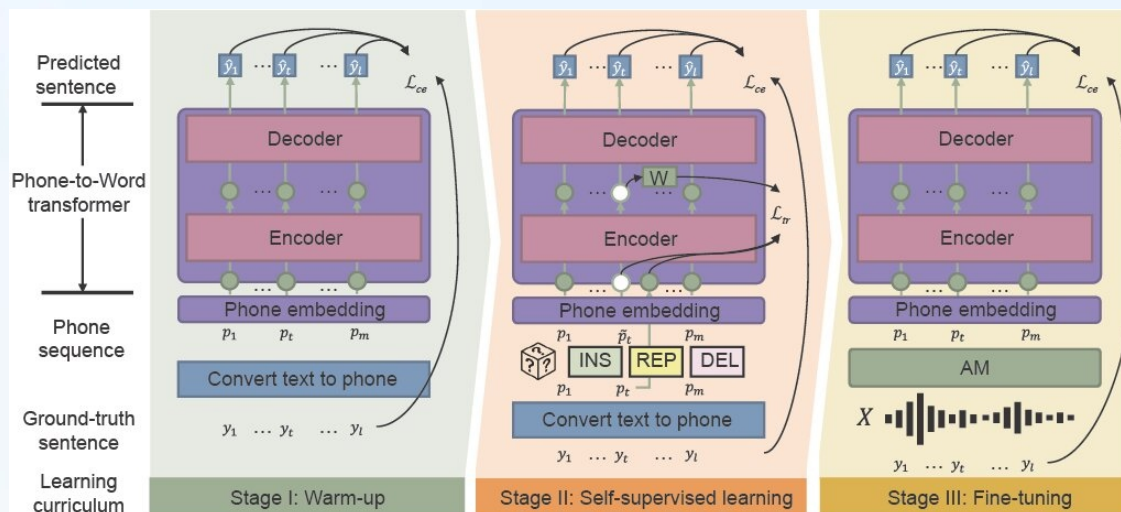 Predicted sentence
Phone-to-Word transformer
Phone sequence
Ground-truth sentence
Learning curriculum
ŷ₁ … ŷₜ … ŷₗ
ℒ_ce
Decoder
… …
Encoder
… …
Phone embedding
p₁ pₜ pₘ
Convert text to phone
y₁ … yₜ … yₗ
Stage I: Warm-up
ŷ₁ … ŷₜ … ŷₗ
ℒ_ce
Decoder
W
… …
ℒ_tr
Encoder
… …
Phone embedding
p₁ p̃ₜ pₘ
? ? ? INS REP DEL
p₁ pₜ pₘ
Convert text to phone
y₁ … yₜ … yₗ
Stage II: Self-supervised learning
ŷ₁ … ŷₜ … ŷₗ
ℒ_ce
Decoder
… …
Encoder
… …
Phone embedding
p₁ pₜ pₘ
AM
X
y₁ … yₜ … yₗ
Stage III: Fine-tuning